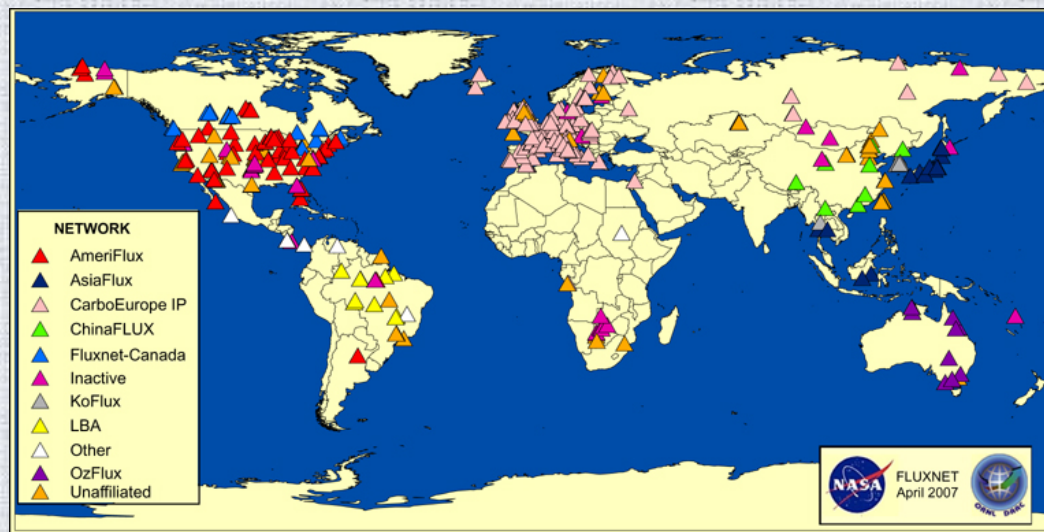 NETWORK
AmeriFlux
AsiaFlux
CarboEurope IP
ChinaFLUX
Fluxnet-Canada
Inactive
KoFlux
LBA
Other
OzFlux
Unaffiliated
NASA
FLUXNET
April 2007
ORNL DAAC